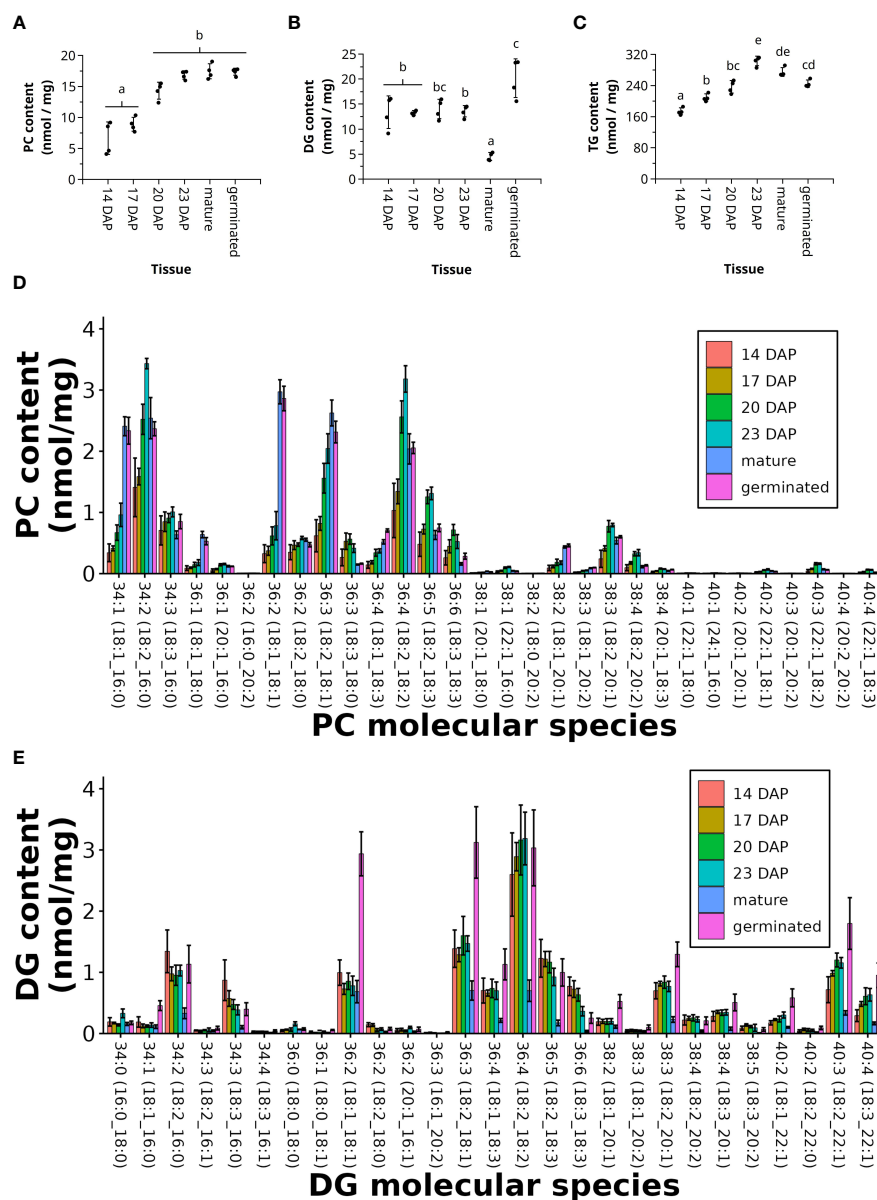 A
B
C
PC content
(nmol / mg)
20
15
10
5
0
a
b
14 DAP
17 DAP
20 DAP
23 DAP
mature
germinated
Tissue
DG content
(nmol / mg)
25
20
15
10
5
0
b
bc
b
a
c
14 DAP
17 DAP
20 DAP
23 DAP
mature
germinated
Tissue
TG content
(nmol / mg)
320
240
160
80
0
a
b
bc
e
de
cd
14 DAP
17 DAP
20 DAP
23 DAP
mature
germinated
Tissue
D
PC content
(nmol/mg)
4
3
2
1
0
14 DAP
17 DAP
20 DAP
23 DAP
mature
germinated
34:1 (18:1_16:0)
34:2 (18:2_16:0)
34:3 (18:3_16:0)
36:1 (18:1_18:0)
36:1 (20:1_16:0)
36:2 (16:0_20:2)
36:2 (18:1_18:1)
36:2 (18:2_18:0)
36:3 (18:2_18:1)
36:3 (18:3_18:0)
36:4 (18:1_18:3)
36:4 (18:2_18:2)
36:5 (18:2_18:3)
36:6 (18:3_18:3)
38:1 (20:1_18:0)
38:1 (22:1_16:0)
38:2 (18:0_20:2)
38:2 (18:1_20:1)
38:3 (18:1_20:2)
38:3 (18:2_20:1)
38:4 (18:2_20:2)
38:4 (18:3_20:1)
40:1 (22:1_18:0)
40:1 (24:1_16:0)
40:2 (20:1_20:1)
40:2 (22:1_18:1)
40:3 (20:1_20:2)
40:3 (22:1_18:2)
40:4 (20:2_20:2)
40:4 (22:1_18:3)
PC molecular species
E
DG content
(nmol/mg)
4
3
2
1
0
14 DAP
17 DAP
20 DAP
23 DAP
mature
germinated
34:0 (16:0_18:0)
34:1 (18:1_16:0)
34:2 (18:2_16:0)
34:3 (18:2_16:1)
34:3 (18:3_16:0)
34:4 (18:3_16:1)
36:0 (18:0_18:0)
36:1 (18:0_18:1)
36:2 (18:1_18:1)
36:2 (18:2_18:0)
36:2 (20:1_16:1)
36:3 (16:1_20:2)
36:3 (18:2_18:1)
36:4 (18:1_18:3)
36:4 (18:2_18:2)
36:5 (18:2_18:3)
36:6 (18:3_18:3)
38:2 (18:1_20:1)
38:3 (18:1_20:2)
38:3 (18:2_20:1)
38:4 (18:2_20:2)
38:4 (18:3_20:1)
38:5 (18:3_20:2)
40:2 (18:1_22:1)
40:2 (18:2_22:0)
40:3 (18:2_22:1)
40:4 (18:3_22:1)
DG molecular species